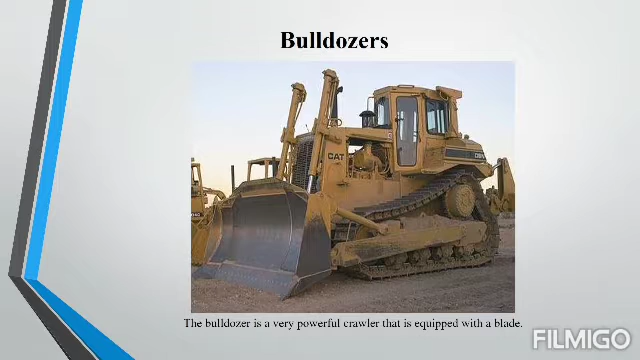 Bulldozers
CAT
The bulldozer is a very powerful crawler that is equipped with a blade.
FILMIGO